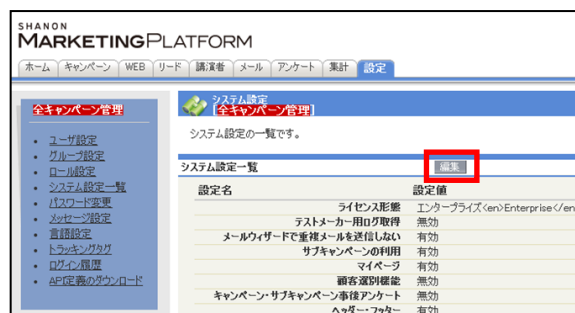 SHANON
MARKETINGPLATFORM
ホーム キャンペーン WEB リード 講演者 メール アンケート 集計 設定
全キャンペーン管理
ユーザ設定
グループ設定
ロール設定
システム設定一覧
パスワード変更
メッセージ設定
言語設定
トラッキングタグ
ログイン履歴
API定義のダウンロード
システム設定
[全キャンペーン管理]
システム設定の一覧です。
システム設定一覧 編集
設定名 設定値
ライセンス形態 エンタープライズ<en>Enterprise</en
テストメーカー用ログ取得 無効
メールウィザードで重複メールを送信しない 有効
サブキャンペーンの利用 有効
マイページ 有効
顧客選別機能 無効
キャンペーン・サブキャンペーン事後アンケート 無効
ヘッダー・フッター 有効